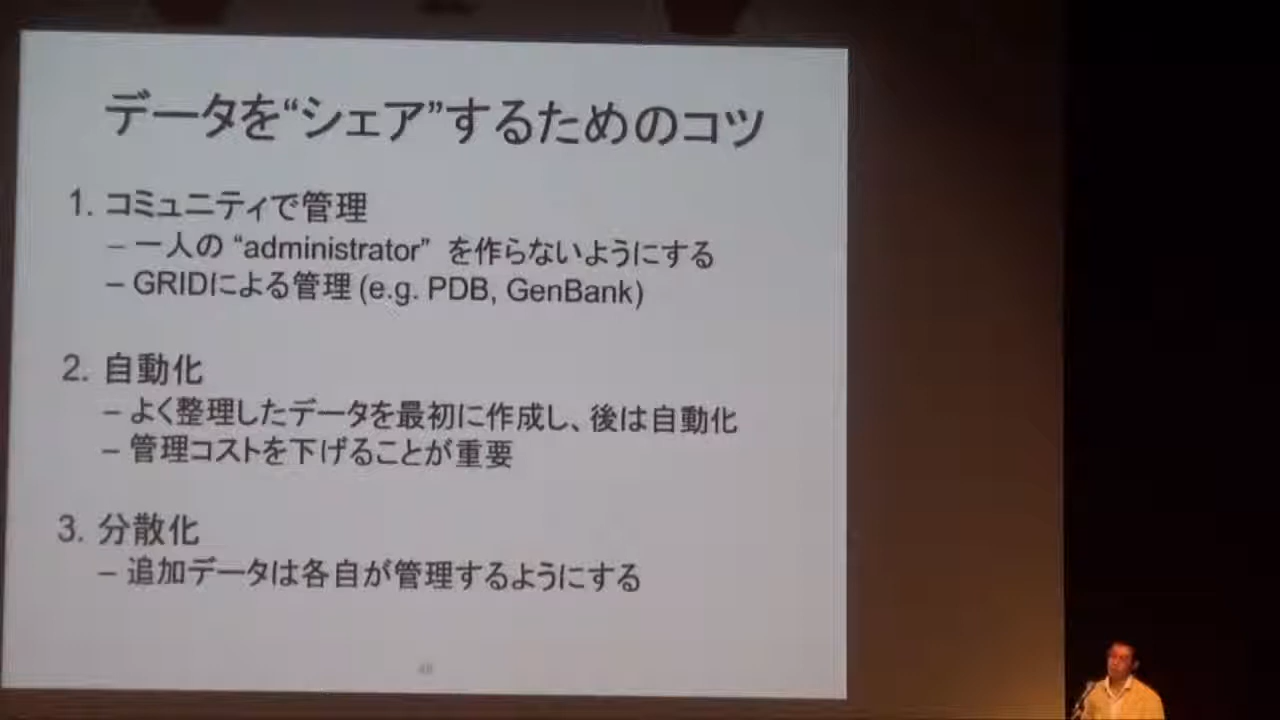 データを“シェア”するためのコツ
1. コミュニティで管理
– 一人の “administrator” を作らないようにする
– GRIDによる管理 (e.g. PDB, GenBank)
2. 自動化
– よく整理したデータを最初に作成し、後は自動化
– 管理コストを下げることが重要
3. 分散化
– 追加データは各自が管理するようにする